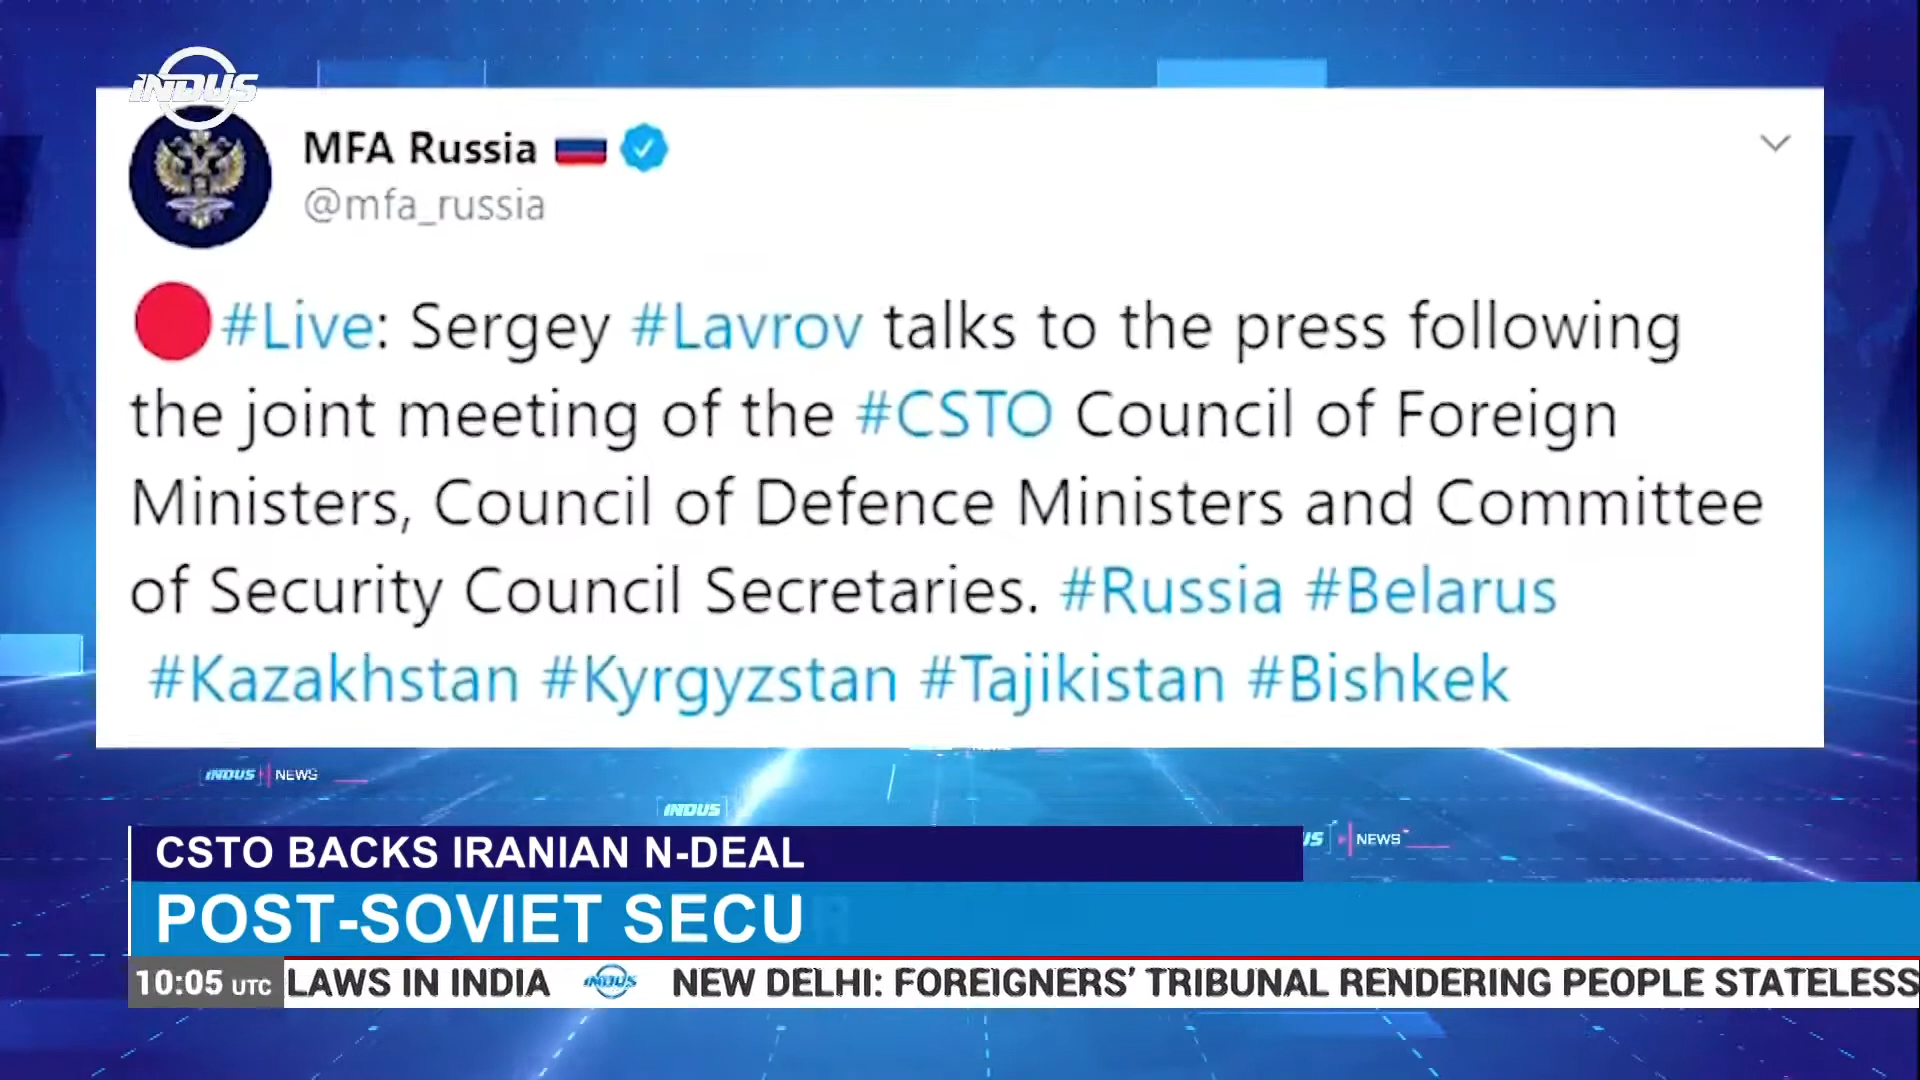 INDUS
MFA Russia
@mfa_russia
#Live: Sergey #Lavrov talks to the press following
the joint meeting of the #CSTO Council of Foreign
Ministers, Council of Defence Ministers and Committee
of Security Council Secretaries. #Russia #Belarus
#Kazakhstan #Kyrgyzstan #Tajikistan #Bishkek
INDUS NEWS
INDUS
US NEWS
CSTO BACKS IRANIAN N-DEAL
POST-SOVIET SECUR
10:05 UTC LAWS IN INDIA INDUS NEW DELHI: FOREIGNERS' TRIBUNAL RENDERING PEOPLE STATELESS